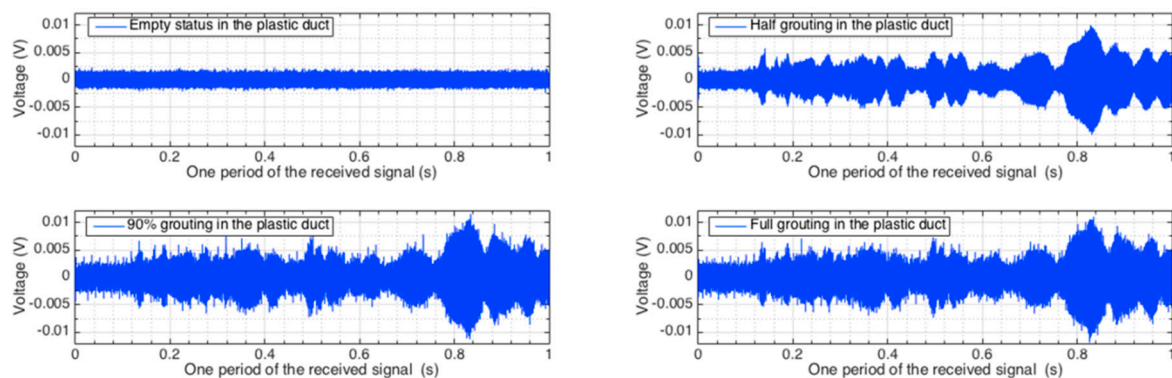 Empty status in the plastic duct
0.01
0.005
0
-0.005
-0.01
Voltage (V)
0 0.2 0.4 0.6 0.8 1
One period of the received signal (s)
Half grouting in the plastic duct
0.01
0.005
0
-0.005
-0.01
Voltage (V)
0 0.2 0.4 0.6 0.8 1
One period of the received signal (s)
90% grouting in the plastic duct
0.01
0.005
0
-0.005
-0.01
Voltage (V)
0 0.2 0.4 0.6 0.8 1
One period of the received signal (s)
Full grouting in the plastic duct
0.01
0.005
0
-0.005
-0.01
Voltage (V)
0 0.2 0.4 0.6 0.8 1
One period of the received signal (s)